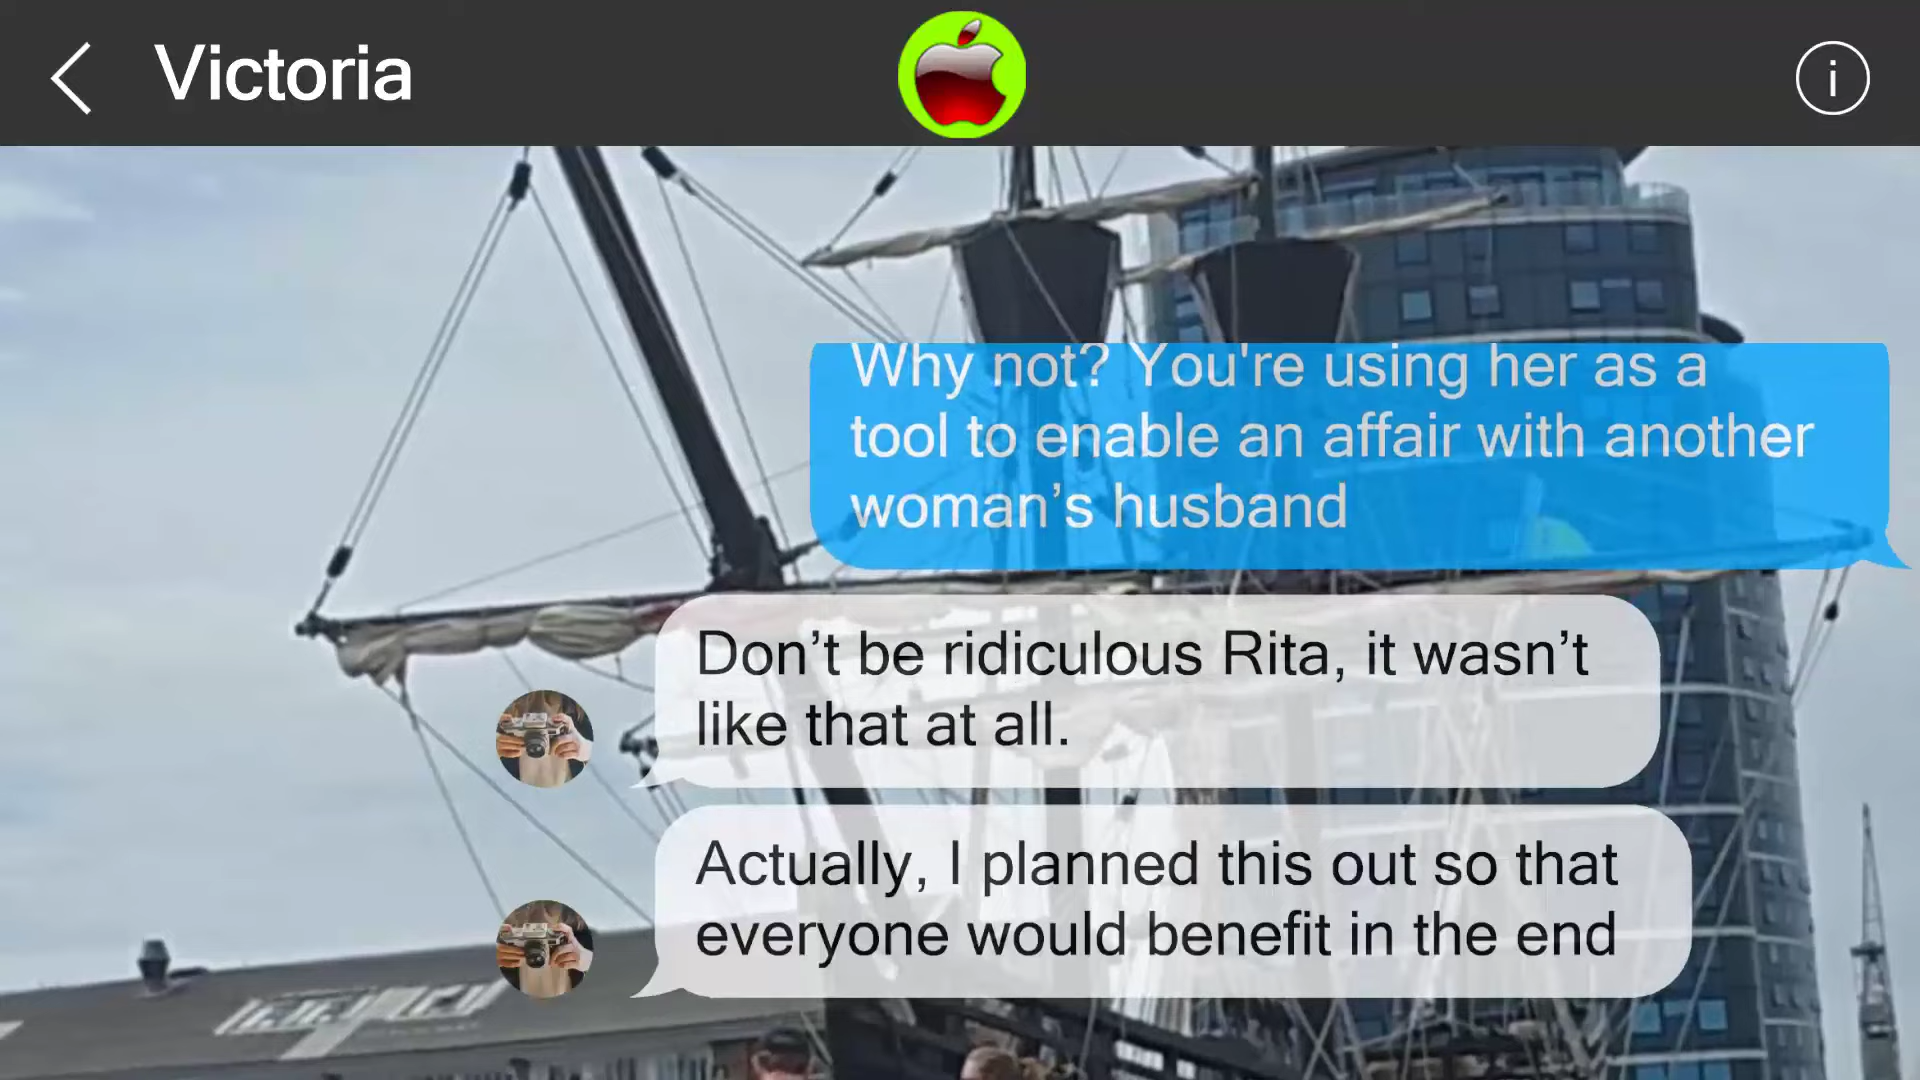 Victoria
Why not? You're using her as a
tool to enable an affair with another
woman’s husband
Don’t be ridiculous Rita, it wasn’t
like that at all.
Actually, I planned this out so that
everyone would benefit in the end